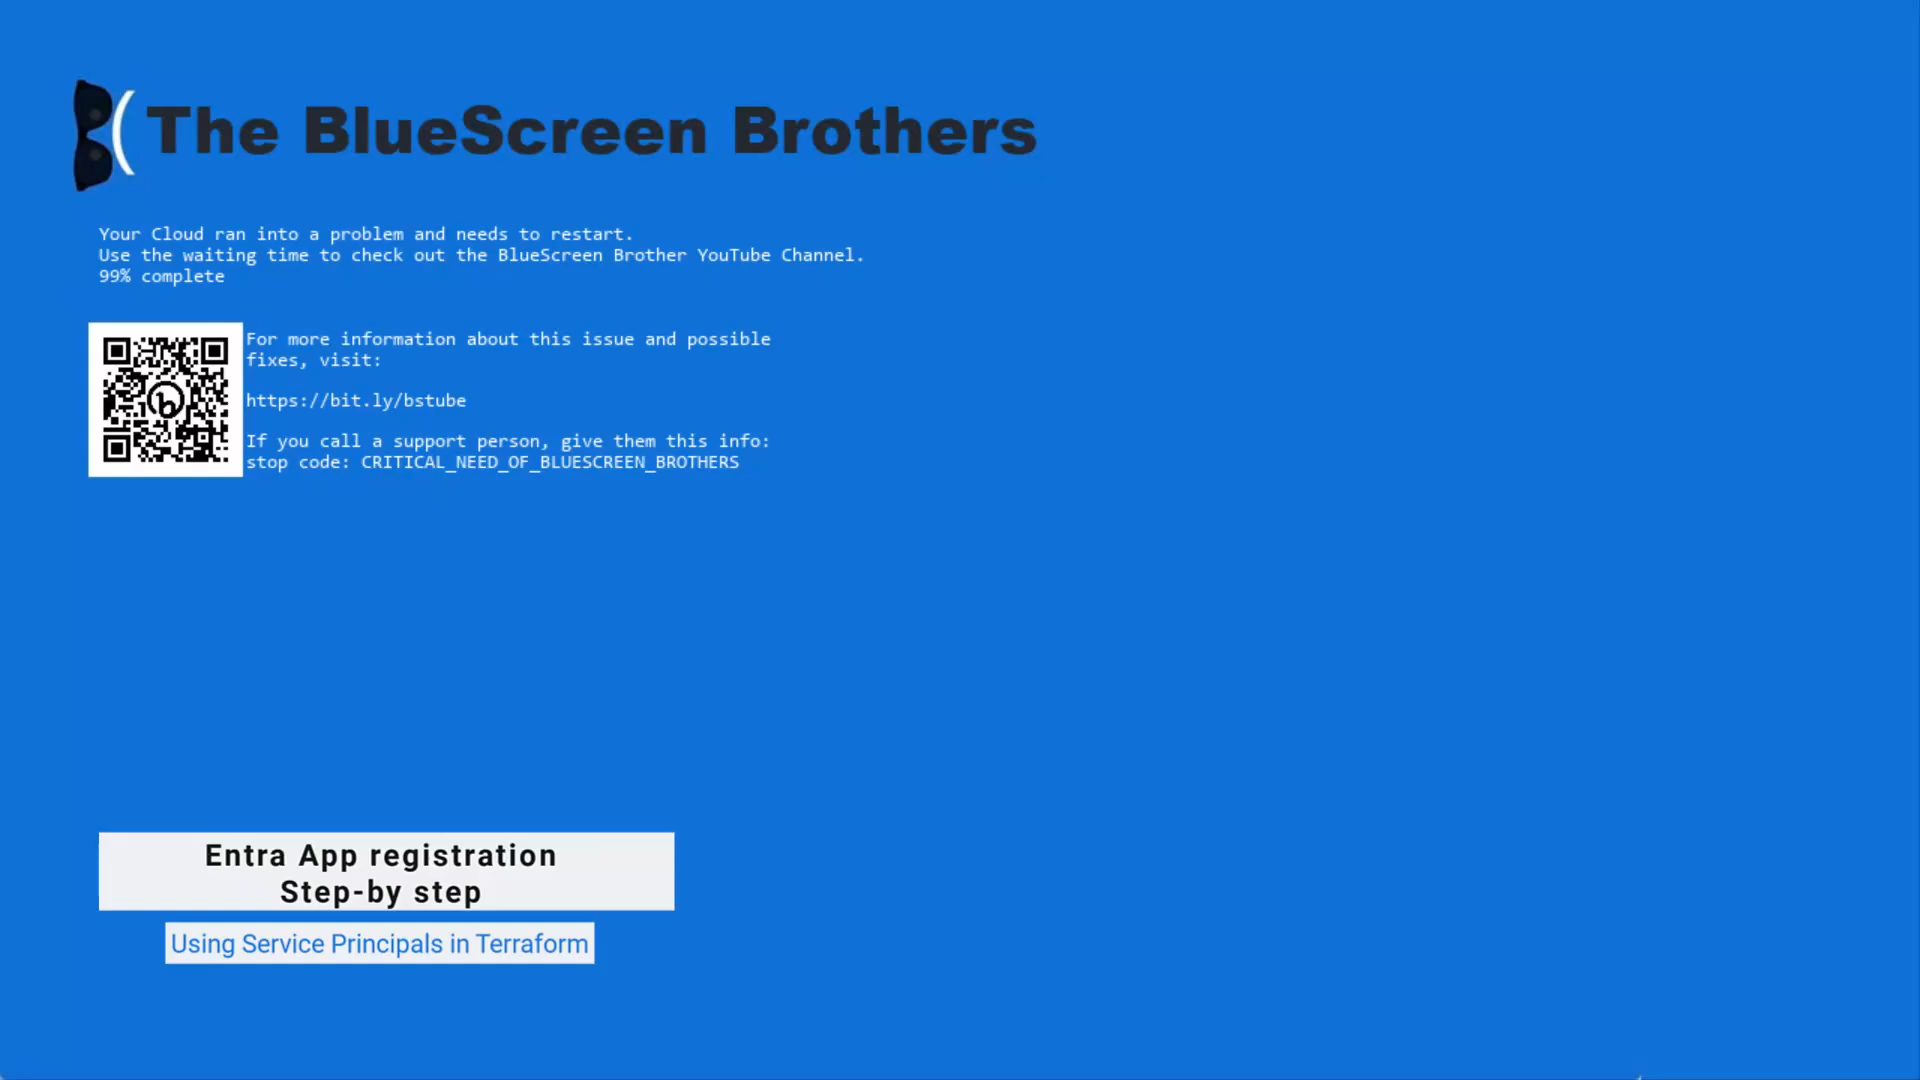 The BlueScreen Brothers
Your Cloud ran into a problem and needs to restart.
Use the waiting time to check out the BlueScreen Brother YouTube Channel.
99% complete
For more information about this issue and possible
fixes, visit:
https://bit.ly/bstube
If you call a support person, give them this info:
stop code: CRITICAL_NEED_OF_BLUESCREEN_BROTHERS
Entra App registration
Step-by step
Using Service Principals in Terraform